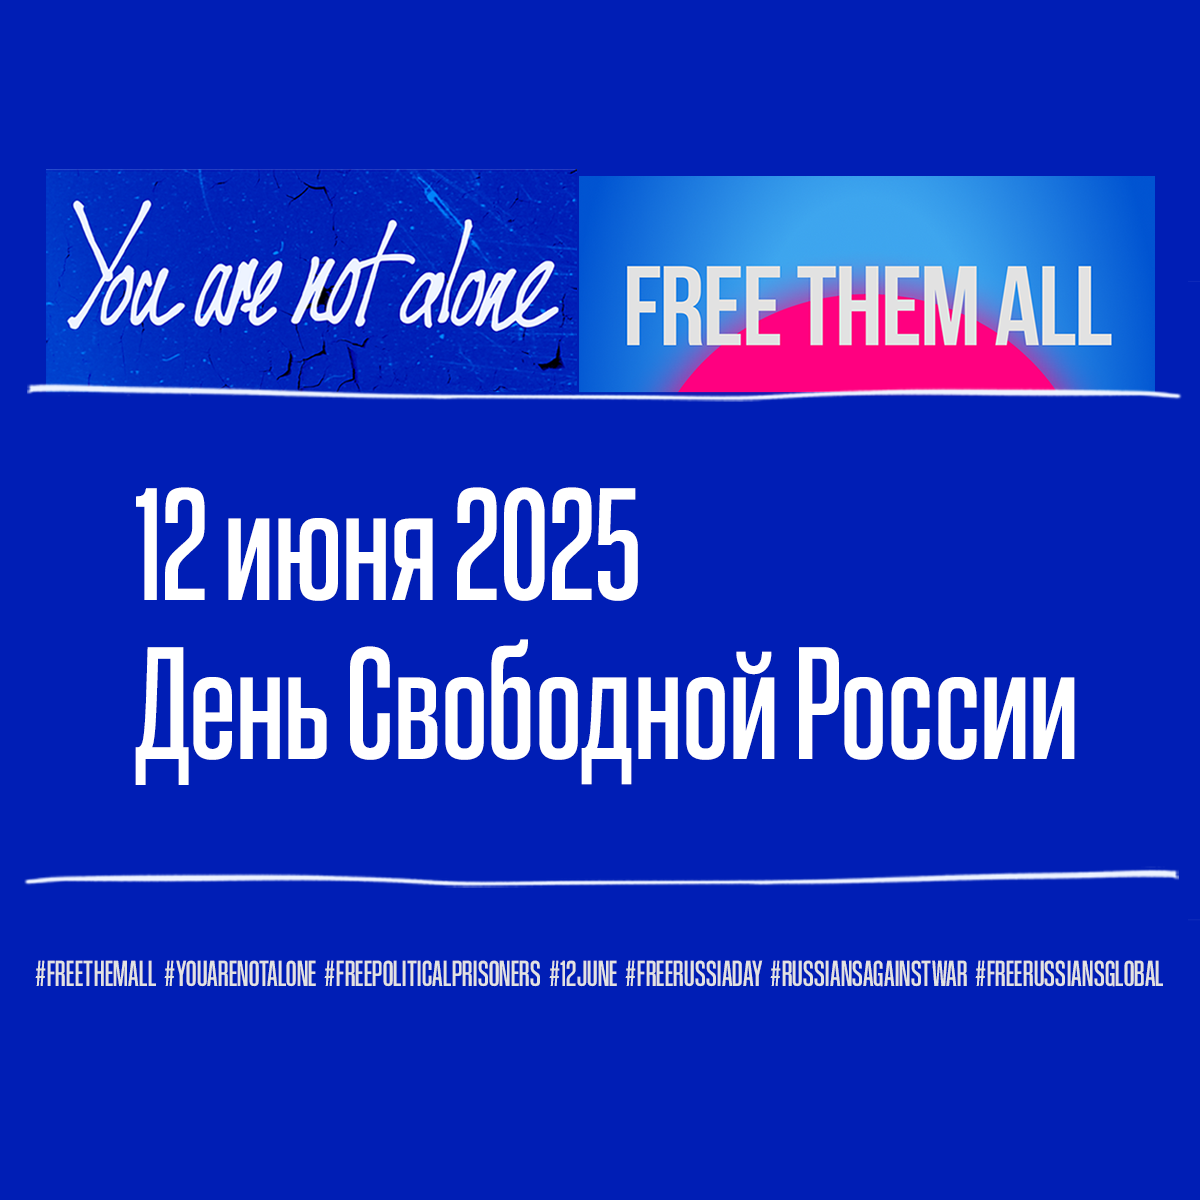 You are not alone
FREE THEM ALL
12 июня 2025
День Свободной России
#FREETHEMALL #YOUARENOTALONE #FREEPOLITICALPRISONERS #12JUNE #FREERUSSIADAY #RUSSIANSAGAINSTWAR #FREERUSSIANSGLOBAL